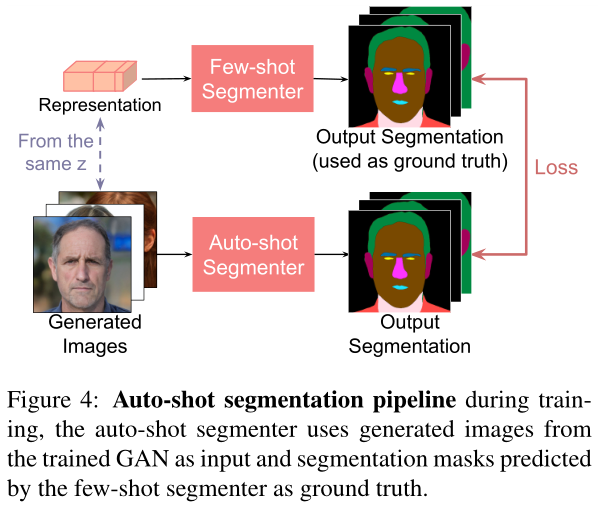 Few-shot
Segmenter
Representation
Output Segmentation
(used as ground truth)
From the
same z
Loss
Auto-shot
Segmenter
Generated
Images
Output
Segmentation
Figure 4: Auto-shot segmentation pipeline during train-
ing, the auto-shot segmenter uses generated images from
the trained GAN as input and segmentation masks predicted
by the few-shot segmenter as ground truth.